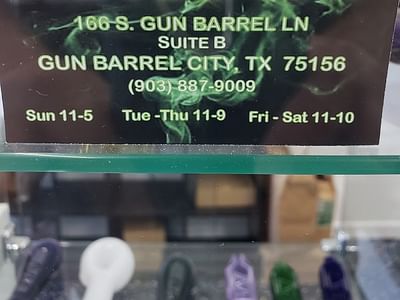 166 S. GUN BARREL LN
SUITE B
GUN BARREL CITY, TX 75156
(903) 887-9009
Sun 11-5 Tue -Thu 11-9 Fri - Sat 11-10